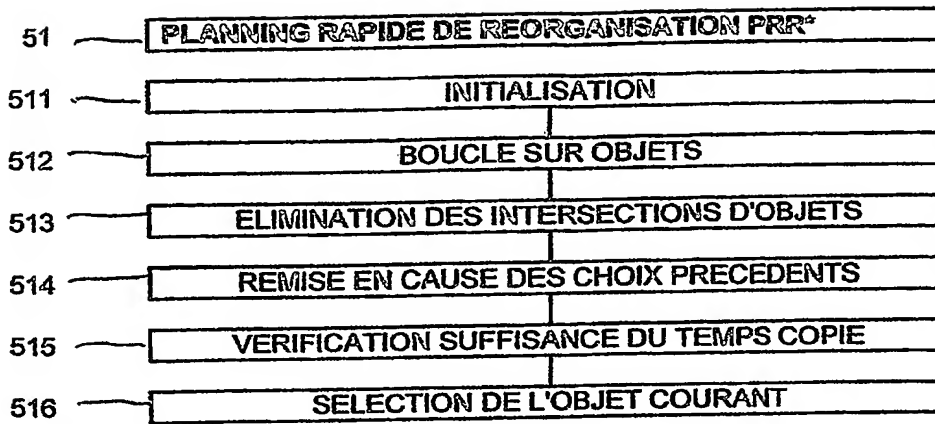 51 PLANNING RAPIDE DE REORGANISATION PRR*
511 INITIALISATION
512 BOUCLE SUR OBJETS
513 ELIMINATION DES INTERSECTIONS D'OBJETS
514 REMISE EN CAUSE DES CHOIX PRECEDENTS
515 VERIFICATION SUFFISANCE DU TEMPS COPIE
516 SELECTION DE L'OBJET COURANT